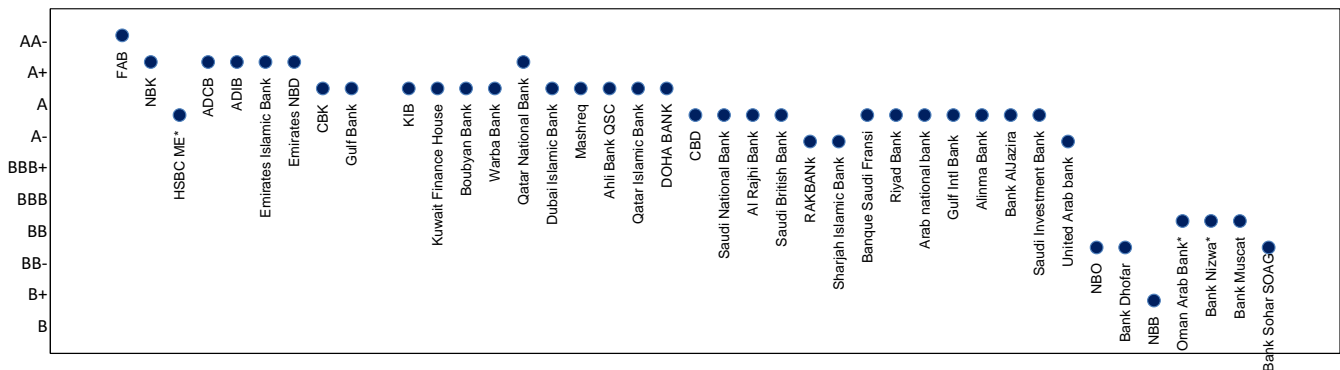 AA-
A+
A
A-
BBB+
BBB
BB
BB-
B+
B
FAB
NBK
HSBC ME*
ADCB
ADIB
Emirates Islamic Bank
Emirates NBD
CBK
Gulf Bank
KIB
Kuwait Finance House
Boubyan Bank
Warba Bank
Qatar National Bank
Dubai Islamic Bank
Mashreq
Ahli Bank QSC
Qatar Islamic Bank
DOHA BANK
CBD
Saudi National Bank
Al Rajhi Bank
Saudi British Bank
RAKBANk
Sharjah Islamic Bank
Banque Saudi Fransi
Riyad Bank
Arab national bank
Gulf Intl Bank
Alinma Bank
Bank AlJazira
Saudi Investment Bank
United Arab bank
NBO
Bank Dhofar
NBB
Oman Arab Bank*
Bank Nizwa*
Bank Muscat
Bank Sohar SOAG